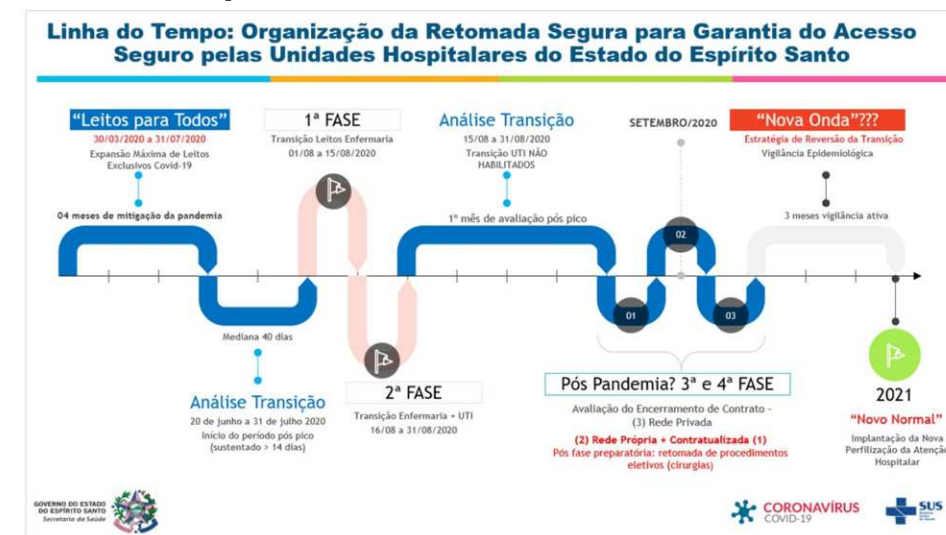 Linha do Tempo: Organização da Retomada Segura para Garantia do Acesso
Seguro pelas Unidades Hospitalares do Estado do Espírito Santo
“Leitos para Todos”
30/03/2020 a 31/07/2020
Expansão Máxima de Leitos
Exclusivos Covid-19
04 meses de mitigação da pandemia
1ª FASE
Transição Leitos Enfermaria
01/08 a 15/08/2020
Análise Transição
15/08 a 31/08/2020
Transição UTI NÃO
HABILITADOS
1º mês de avaliação pós pico
SETEMBRO/2020
02
“Nova Onda”???
Estratégia de Reversão da Transição
Vigilância Epidemiológica
3 meses vigilância ativa
Mediana 40 dias
Análise Transição
20 de junho a 31 de julho 2020
Início do período pós pico
(sustentado > 14 dias)
2ª FASE
Transição Enfermaria + UTI
16/08 a 31/08/2020
01
03
Pós Pandemia? 3ª e 4ª FASE
Avaliação do Encerramento de Contrato -
(3) Rede Privada
(2) Rede Própria + Contratualizada (1)
Pós fase preparatória: retomada de procedimentos
eletivos (cirurgias)
2021
“Novo Normal”
Implantação da Nova
Perfilização da Atenção
Hospitalar
GOVERNO DO ESTADO
DO ESPÍRITO SANTO
Secretaria da Saúde
CORONAVÍRUS
COVID-19
SUS